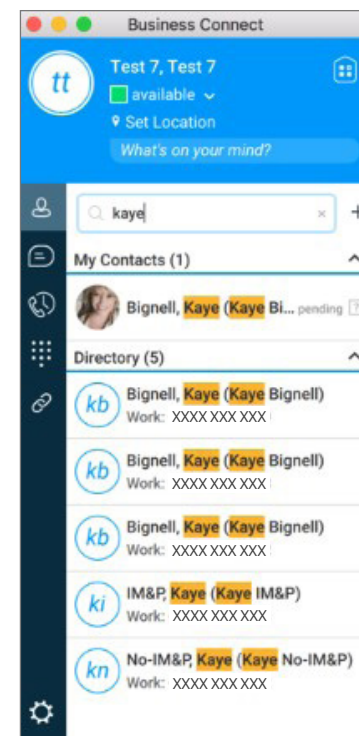 Business Connect
tt
Test 7, Test 7
available
Set Location
What's on your mind?
kaye
My Contacts (1)
Bignell, Kaye (Kaye Bi... pending
Directory (5)
kb
Bignell, Kaye (Kaye Bignell)
Work: XXXX XXX XXX
kb
Bignell, Kaye (Kaye Bignell)
Work: XXXX XXX XXX
kb
Bignell, Kaye (Kaye Bignell)
Work: XXXX XXX XXX
ki
IM&P, Kaye (Kaye IM&P)
Work: XXXX XXX XXX
kn
No-IM&P, Kaye (Kaye No-IM&P)
Work: XXXX XXX XXX